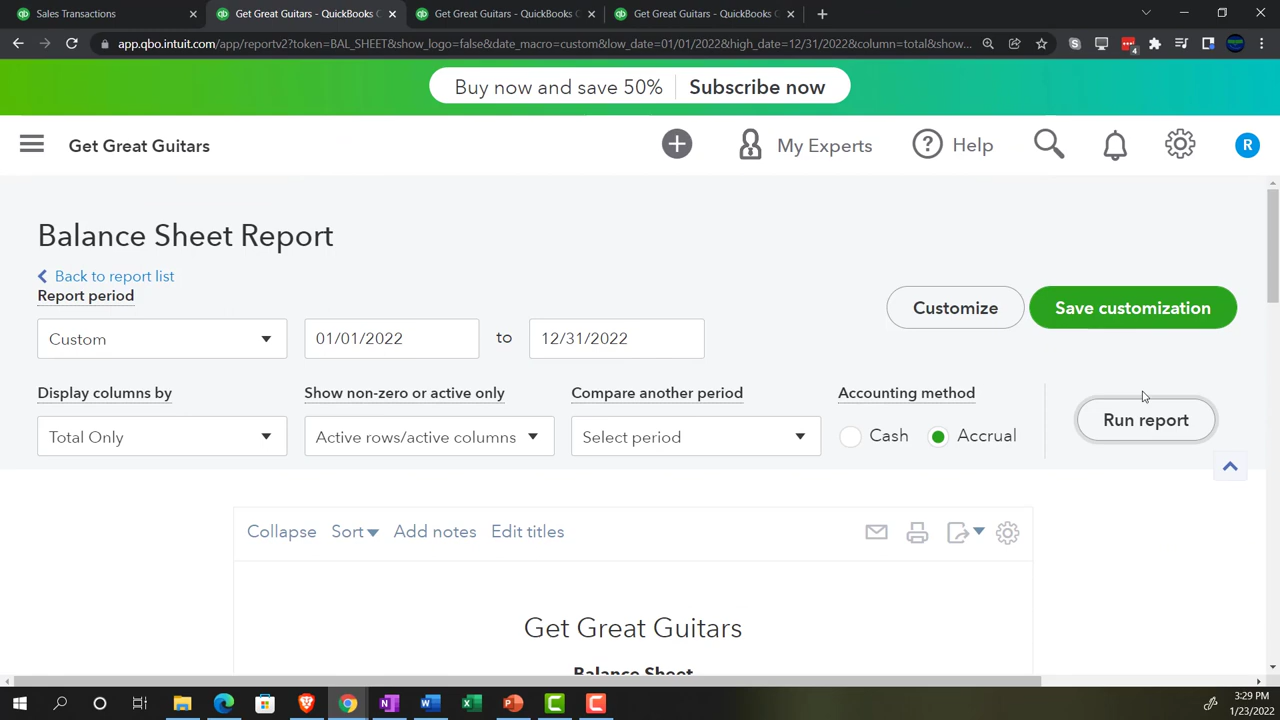 Sales Transactions
Get Great Guitars - QuickBooks C
Get Great Guitars - QuickBooks C
Get Great Guitars - QuickBooks C
app.qbo.intuit.com/app/reportv2?token=BAL_SHEET&show_logo=false&date_macro=custom&low_date=01/01/2022&high_date=12/31/2022&column=total&show...
4
Buy now and save 50% Subscribe now
Get Great Guitars
My Experts
Help
R
Balance Sheet Report
Back to report list
Report period
Customize
Save customization
Custom
01/01/2022
to
12/31/2022
Display columns by
Show non-zero or active only
Compare another period
Accounting method
Total Only
Active rows/active columns
Select period
Cash
Accrual
Run report
Collapse
Sort
Add notes
Edit titles
Get Great Guitars
Balance Sheet
3:29 PM
1/23/2022